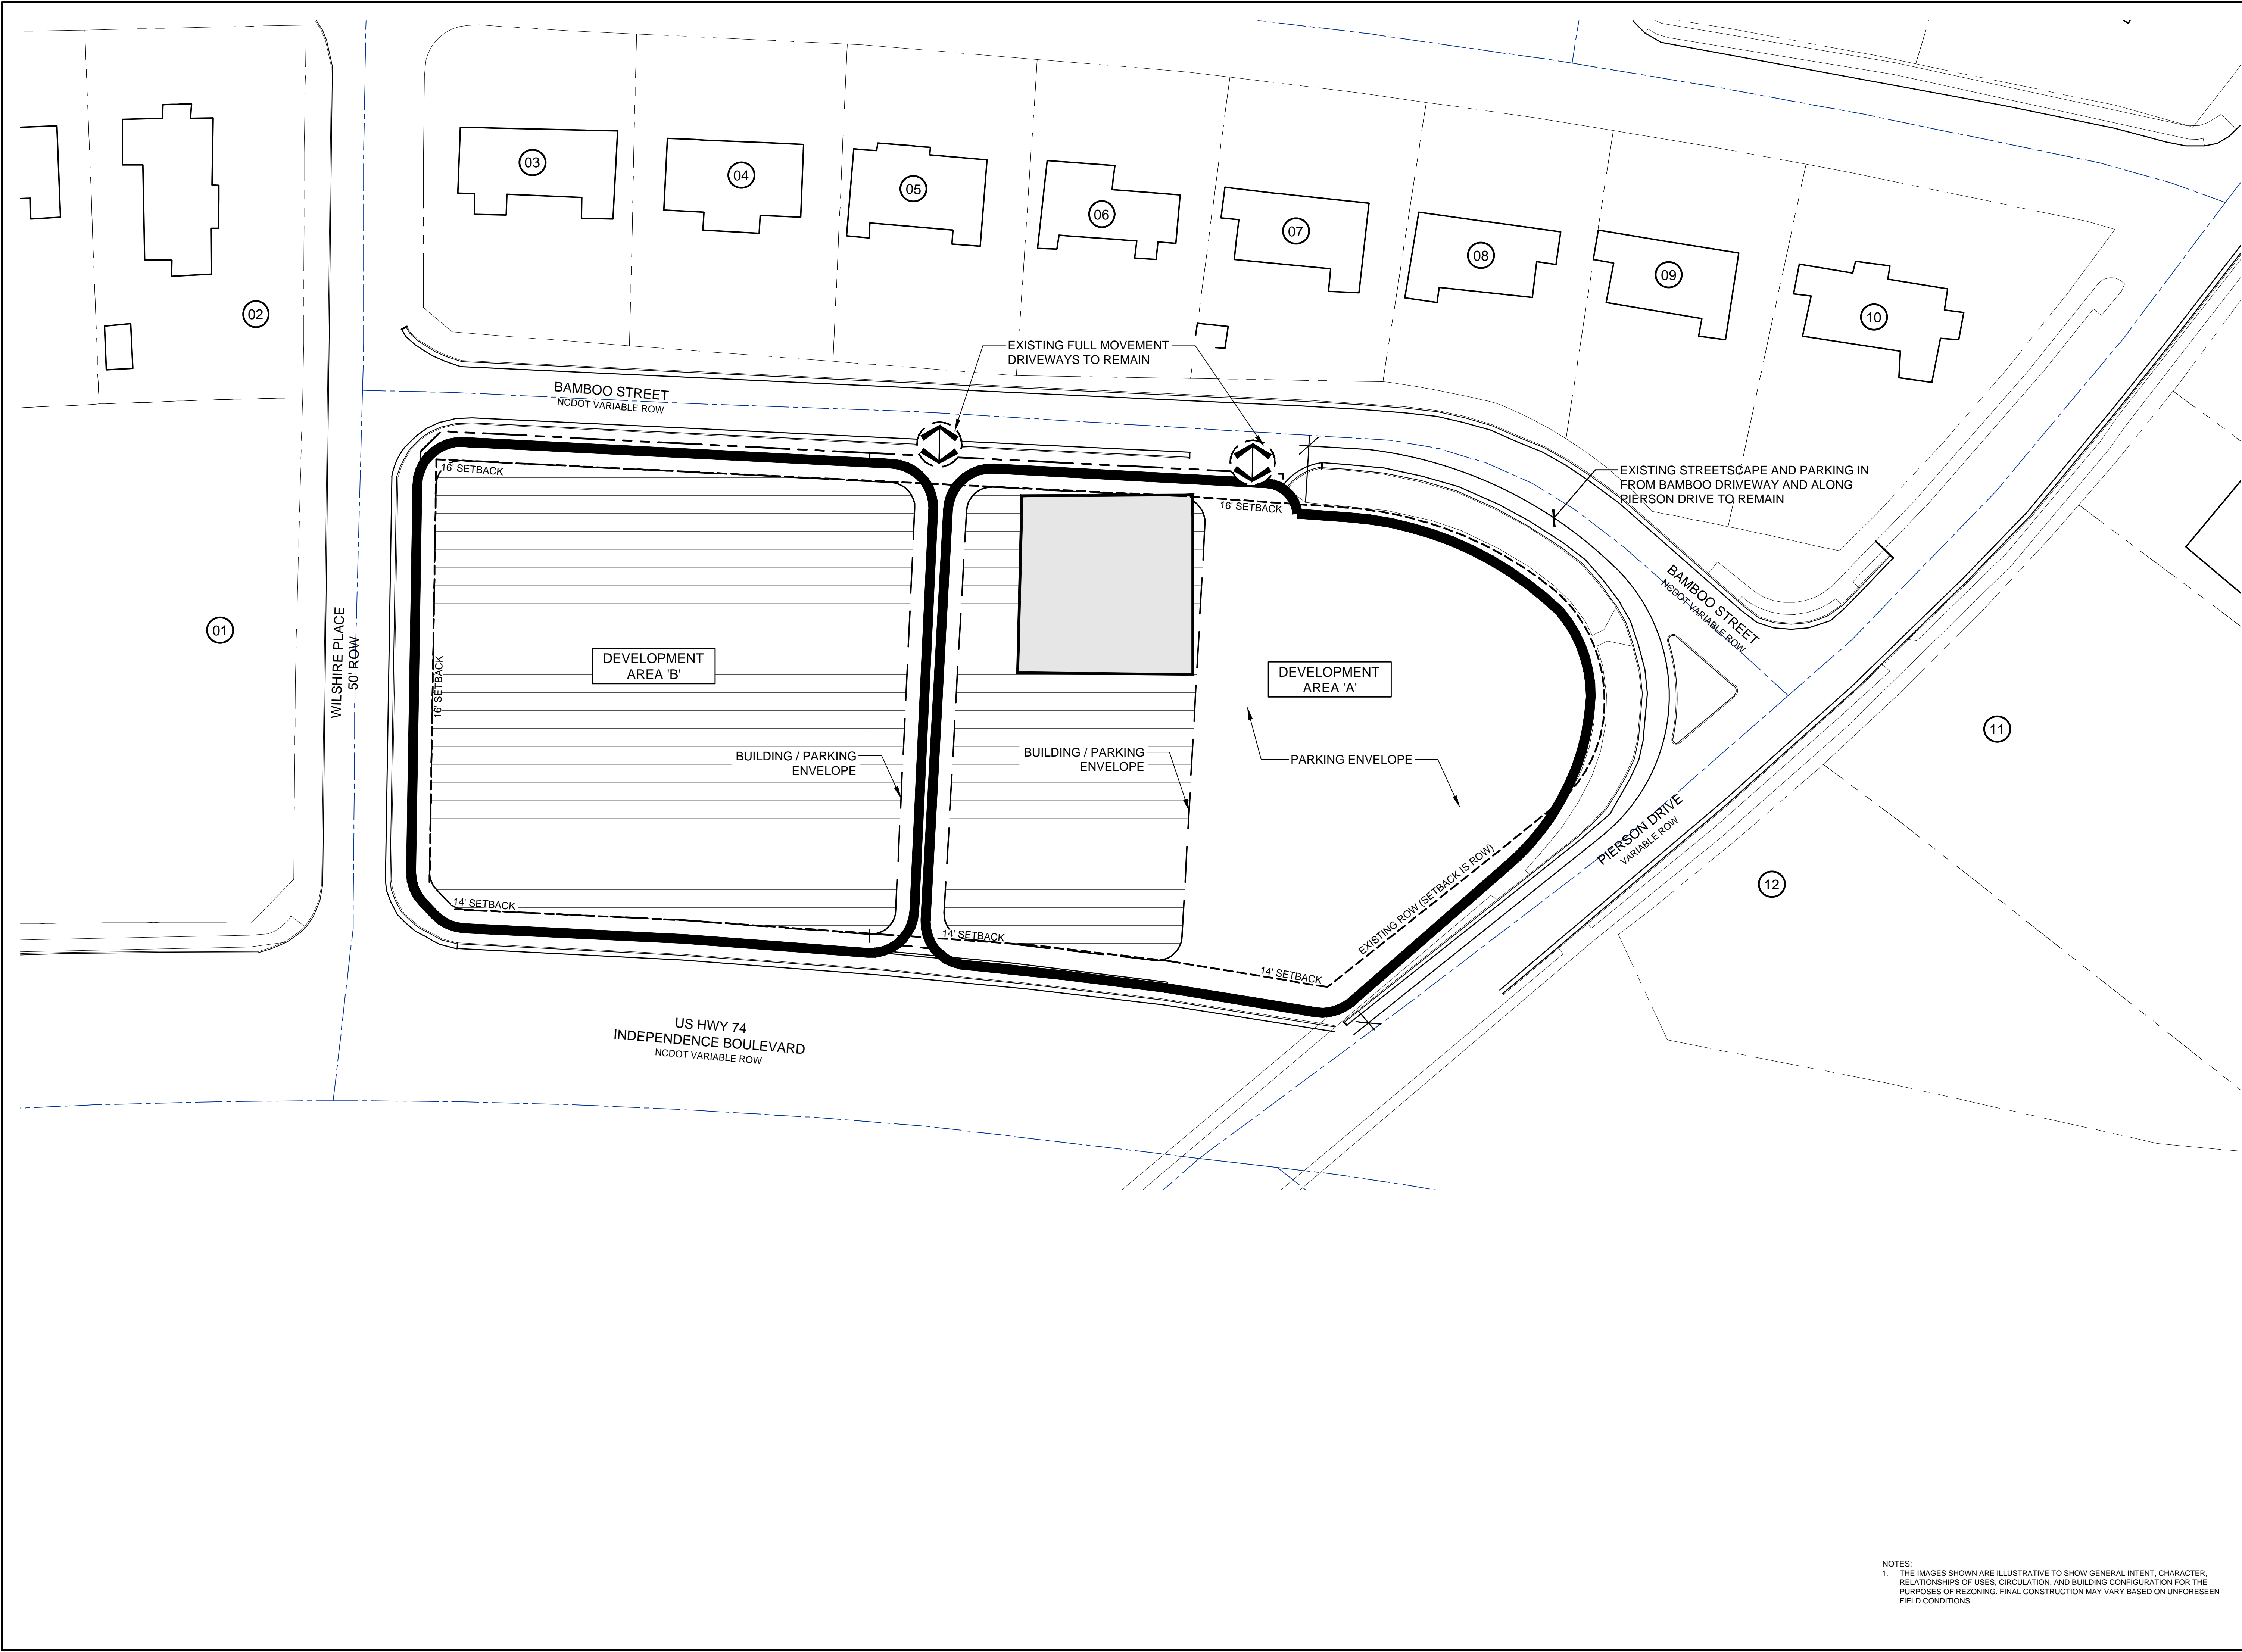 03
04
05
06
07
08
09
10
02
EXISTING FULL MOVEMENT
DRIVEWAYS TO REMAIN
BAMBOO STREET
NCDOT VARIABLE ROW
16' SETBACK
16' SETBACK
EXISTING STREETSCAPE AND PARKING IN
FROM BAMBOO DRIVEWAY AND ALONG
PIERSON DRIVE TO REMAIN
BAMBOO STREET
NCDOT VARIABLE ROW
01
WILSHIRE PLACE
50' ROW
16' SETBACK
DEVELOPMENT
AREA 'B'
DEVELOPMENT
AREA 'A'
BUILDING / PARKING
ENVELOPE
BUILDING / PARKING
ENVELOPE
PARKING ENVELOPE
11
PIERSON DRIVE
VARIABLE ROW
12
EXISTING ROW (SETBACK IS ROW)
14' SETBACK
14' SETBACK
14' SETBACK
US HWY 74
INDEPENDENCE BOULEVARD
NCDOT VARIABLE ROW
NOTES:
1. THE IMAGES SHOWN ARE ILLUSTRATIVE TO SHOW GENERAL INTENT, CHARACTER,
RELATIONSHIPS OF USES, CIRCULATION, AND BUILDING CONFIGURATION FOR THE
PURPOSES OF REZONING. FINAL CONSTRUCTION MAY VARY BASED ON UNFORESEEN
FIELD CONDITIONS.